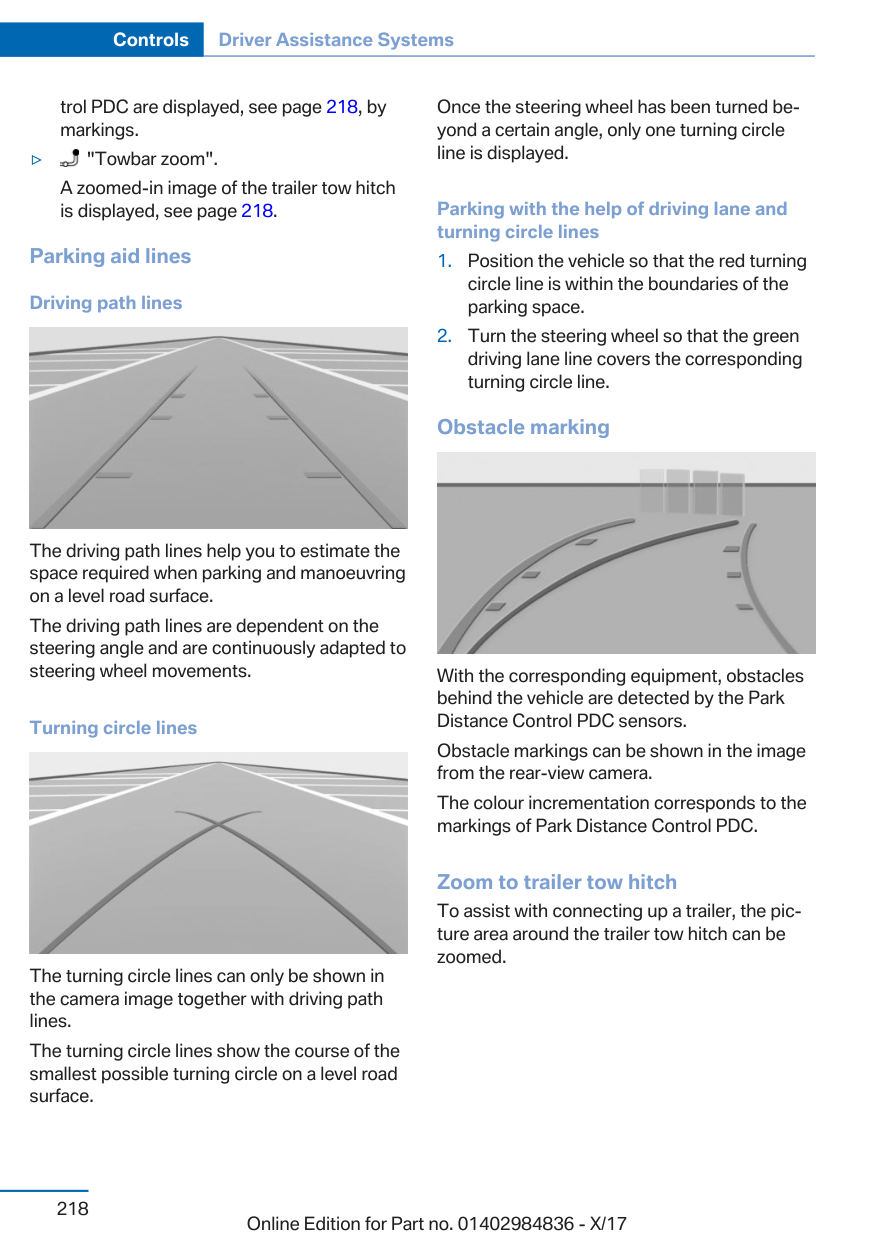 Controls Driver Assistance Systems
trol PDC are displayed, see page 218, by
markings.
▷ "Towbar zoom".
A zoomed-in image of the trailer tow hitch
is displayed, see page 218.
Parking aid lines
Driving path lines
The driving path lines help you to estimate the
space required when parking and manoeuvring
on a level road surface.
The driving path lines are dependent on the
steering angle and are continuously adapted to
steering wheel movements.
Turning circle lines
The turning circle lines can only be shown in
the camera image together with driving path
lines.
The turning circle lines show the course of the
smallest possible turning circle on a level road
surface.
Once the steering wheel has been turned be-
yond a certain angle, only one turning circle
line is displayed.
Parking with the help of driving lane and
turning circle lines
1. Position the vehicle so that the red turning
circle line is within the boundaries of the
parking space.
2. Turn the steering wheel so that the green
driving lane line covers the corresponding
turning circle line.
Obstacle marking
With the corresponding equipment, obstacles
behind the vehicle are detected by the Park
Distance Control PDC sensors.
Obstacle markings can be shown in the image
from the rear-view camera.
The colour incrementation corresponds to the
markings of Park Distance Control PDC.
Zoom to trailer tow hitch
To assist with connecting up a trailer, the pic-
ture area around the trailer tow hitch can be
zoomed.
218
Online Edition for Part no. 01402984836 - X/17